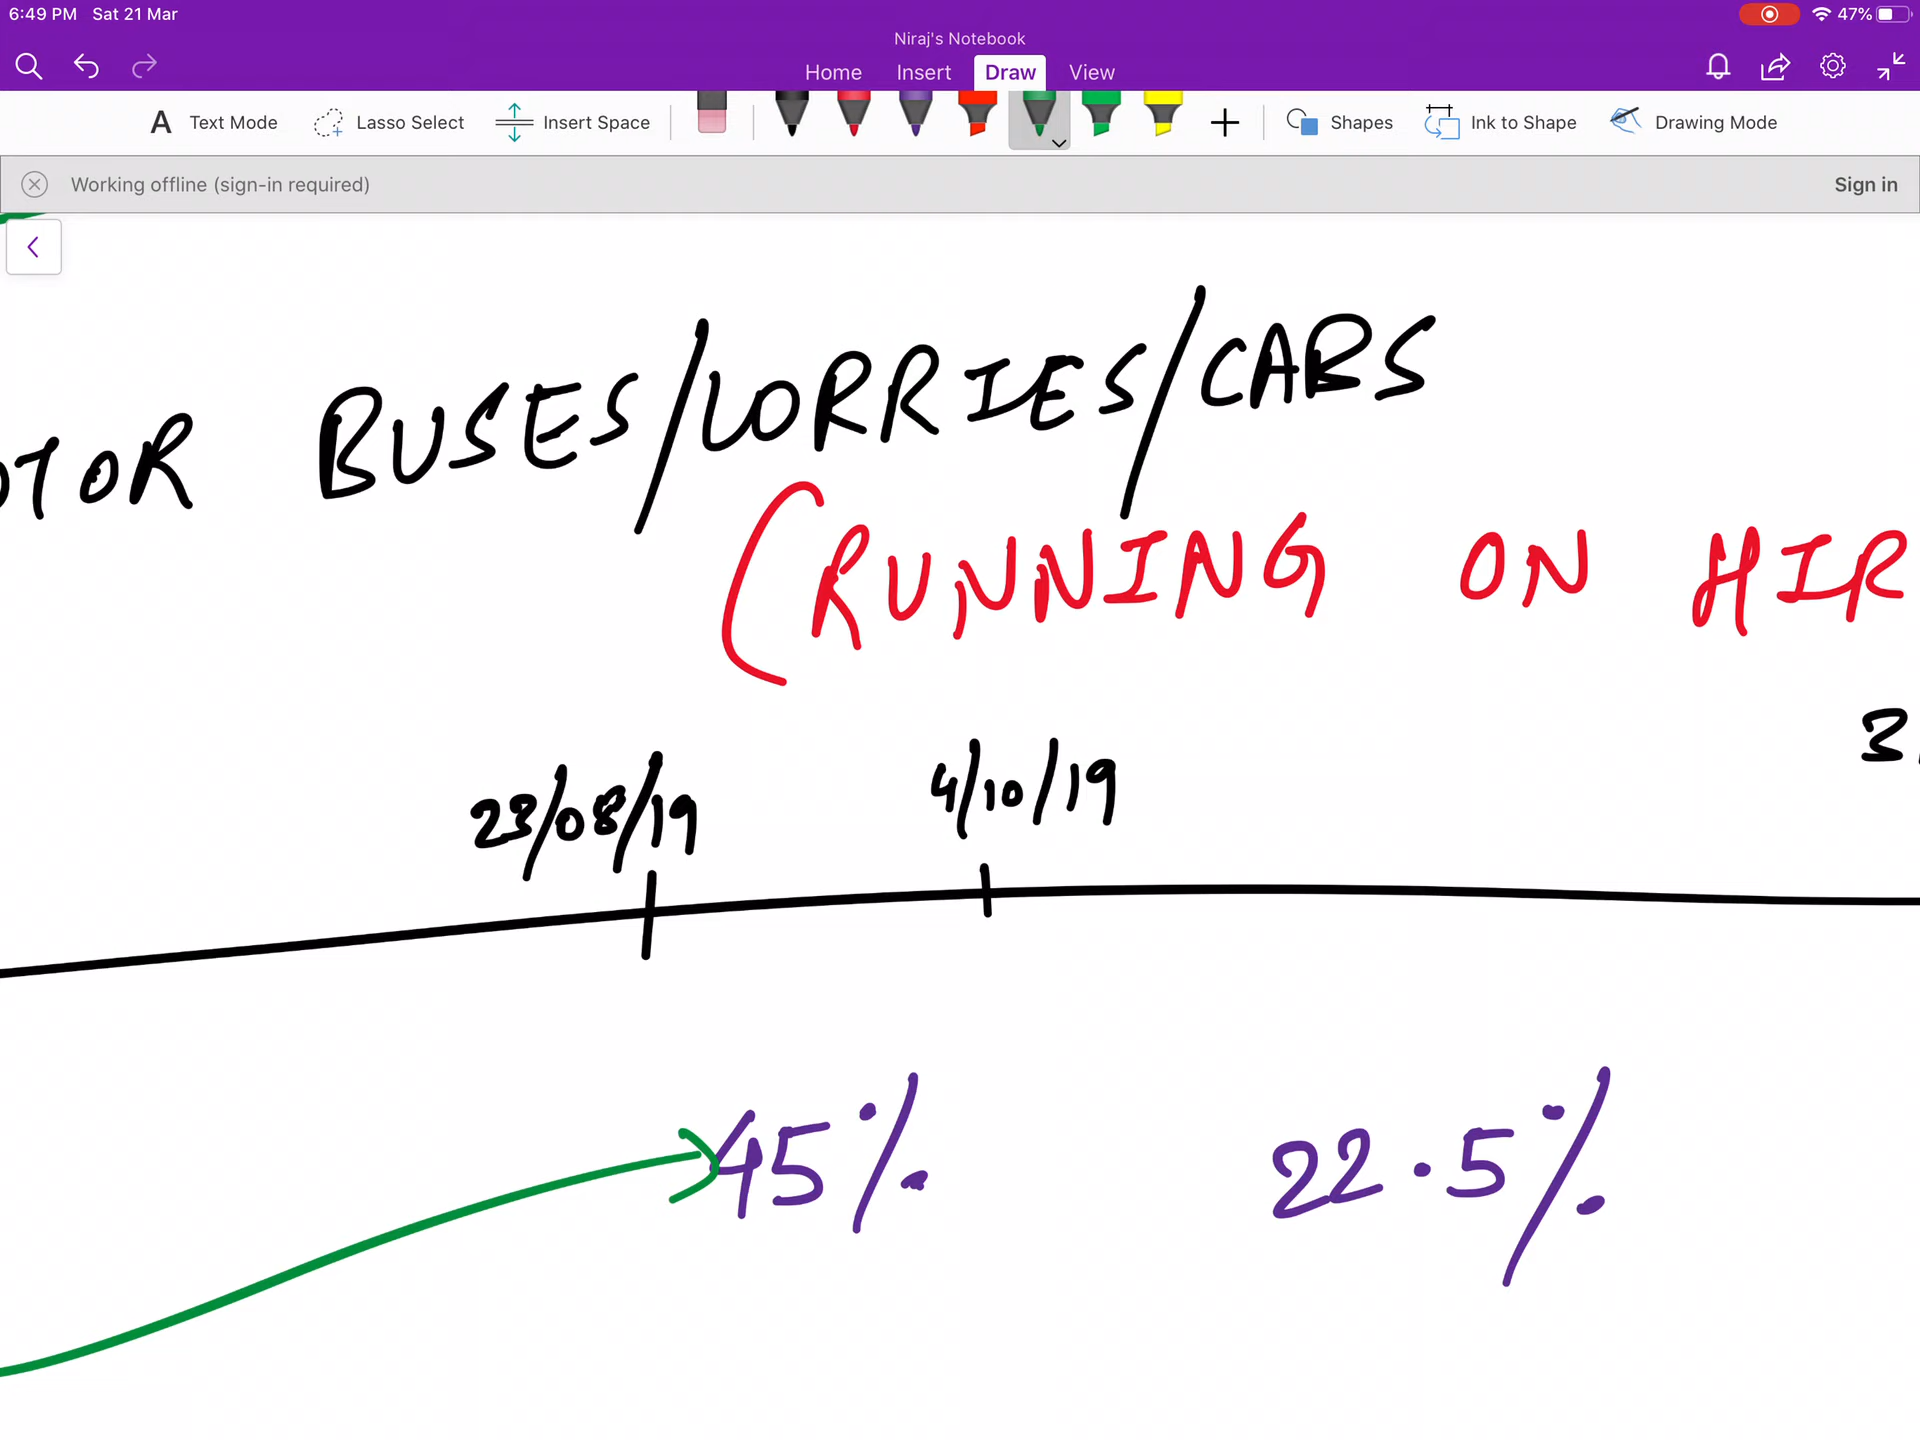 6:49 PM Sat 21 Mar 47%
Niraj's Notebook
Home Insert Draw View
A Text Mode Lasso Select Insert Space Shapes Ink to Shape Drawing Mode
Working offline (sign-in required) Sign in
OTOR BUSES/LORRIES/CABS
(RUNNING ON HIR
3
23/08/19 4/10/19
45% 22.5%